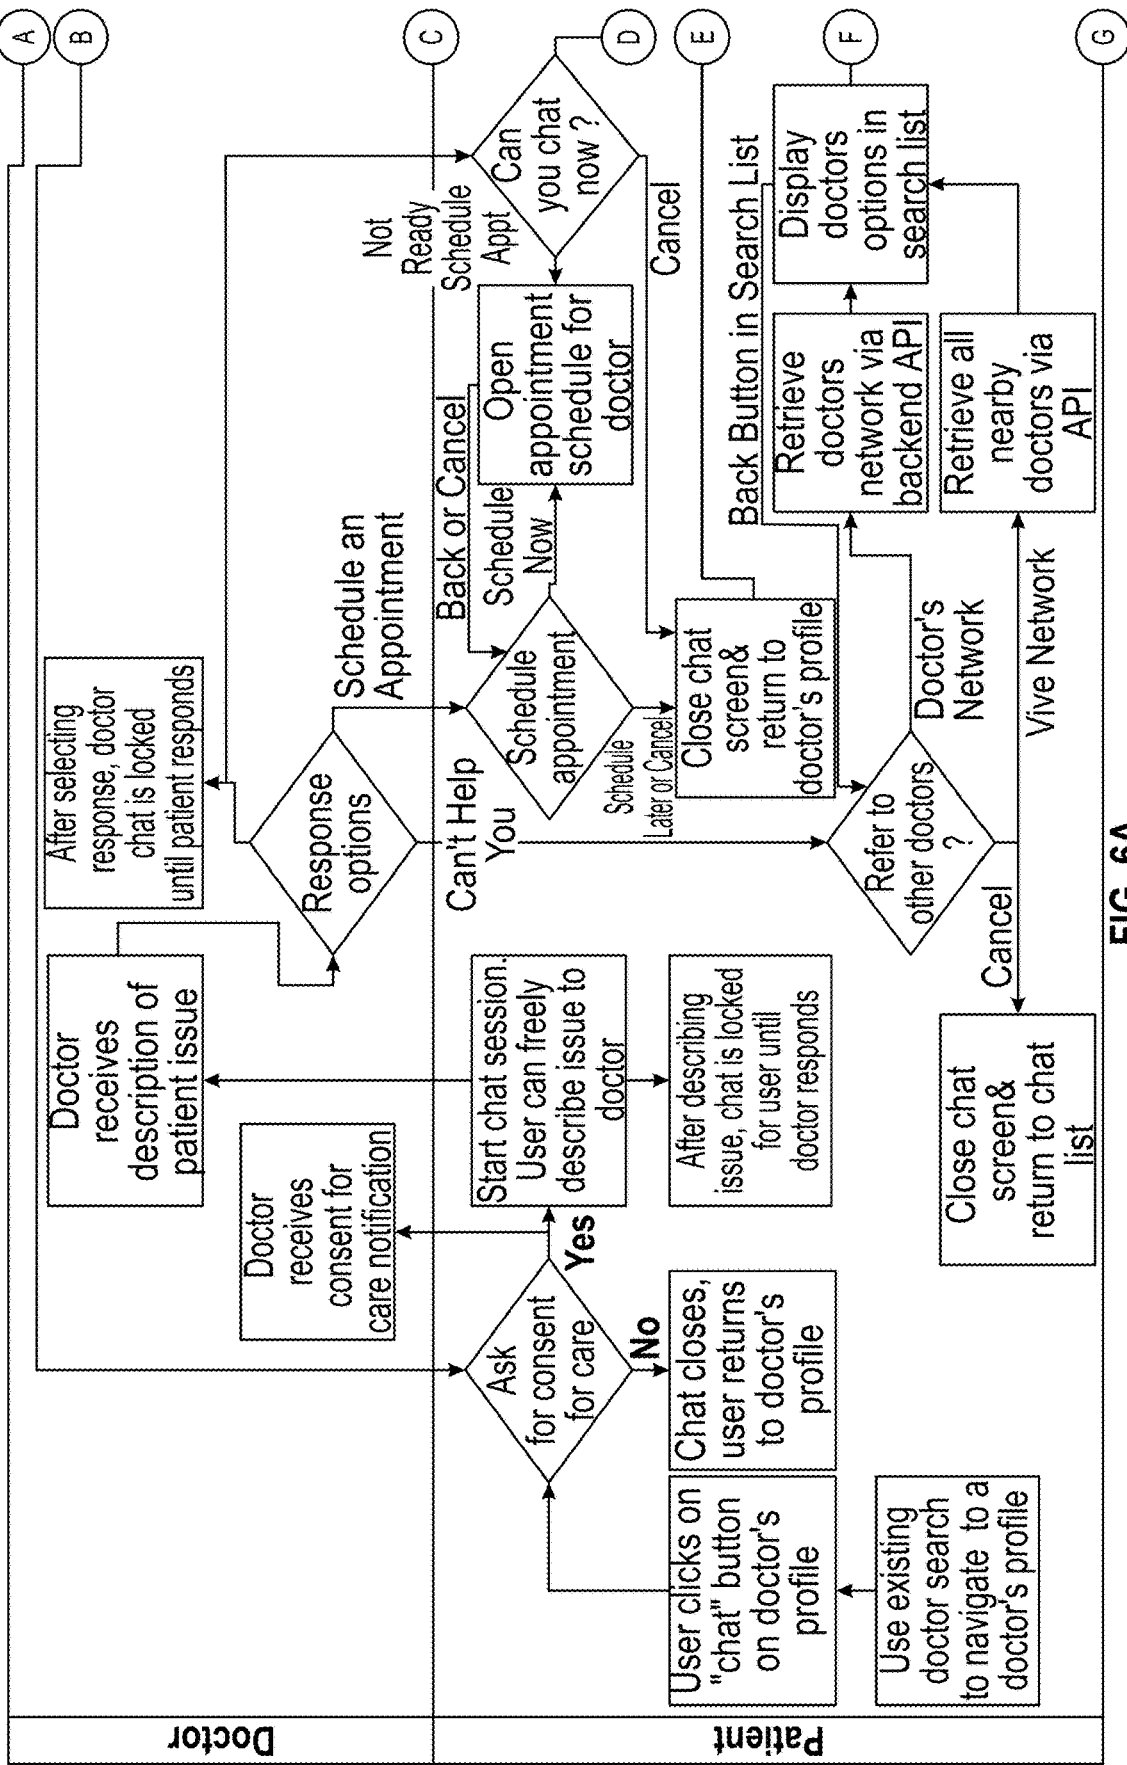 Doctor
Patient
Use existing
doctor search
to navigate to a
doctor's profile
User clicks on
"chat" button
on doctor's
profile
Ask
for consent
for care
No
Chat closes,
user returns
to doctor's
profile
Yes
Doctor
receives
consent for
care notification
Start chat session.
User can freely
describe issue to
doctor
Doctor
receives
description of
patient issue
After describing
issue, chat is locked
for user until
doctor responds
Response
options
After selecting
response, doctor
chat is locked
until patient responds
Schedule an
Appointment
Can't Help
You
Schedule
appointment
Schedule
Now
Back or Cancel
Schedule
Later or Cancel
Open
appointment
schedule for
doctor
Not
Ready
Schedule
Appt
Can
you chat
now ?
Cancel
Close chat
screen&
return to
doctor's profile
Refer to
other doctors
?
Cancel
Close chat
screen&
return to chat
list
Doctor's
Network
Vive Network
Retrieve
doctors
network via
backend API
Retrieve all
nearby
doctors via
API
Back Button in Search List
Display
doctors
options in
search list
A
B
C
D
E
F
G
FIG. 6A